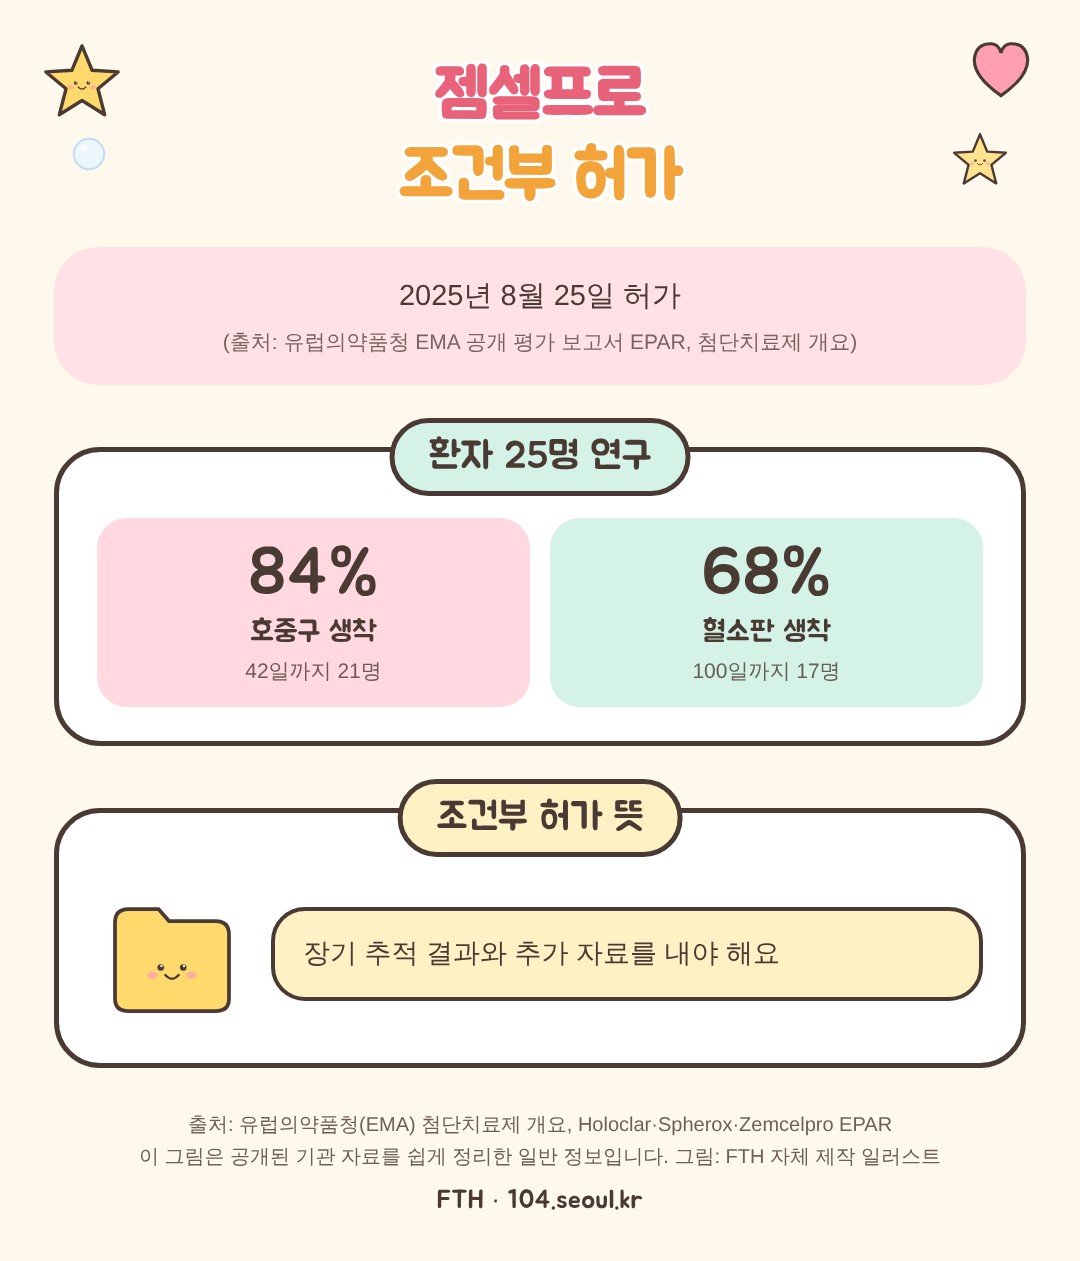 젬셀프로
조건부 허가
2025년 8월 25일 허가
(출처: 유럽의약품청 EMA 공개 평가 보고서 EPAR, 첨단치료제 개요)
환자 25명 연구
84%
호중구 생착
42일까지 21명
68%
혈소판 생착
100일까지 17명
조건부 허가 뜻
장기 추적 결과와 추가 자료를 내야 해요
출처: 유럽의약품청(EMA) 첨단치료제 개요, Holoclar·Spherox·Zemcelpro EPAR
이 그림은 공개된 기관 자료를 쉽게 정리한 일반 정보입니다. 그림: FTH 자체 제작 일러스트
FTH · 104.seoul.kr